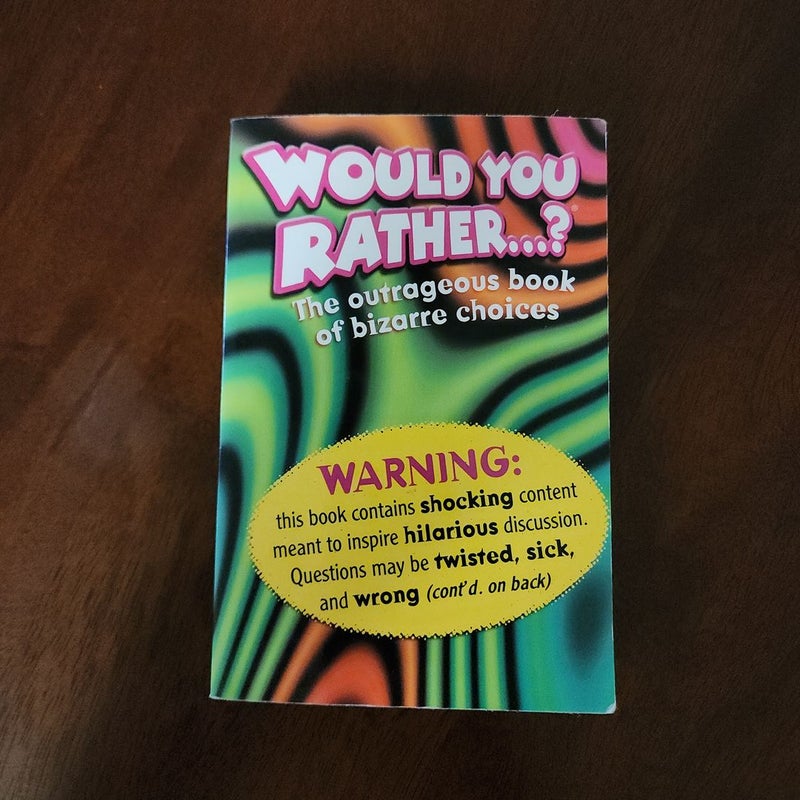 WOULD YOU
RATHER...?®
The outrageous book
of bizarre choices
WARNING:
this book contains shocking content
meant to inspire hilarious discussion.
Questions may be twisted, sick,
and wrong (cont'd. on back)